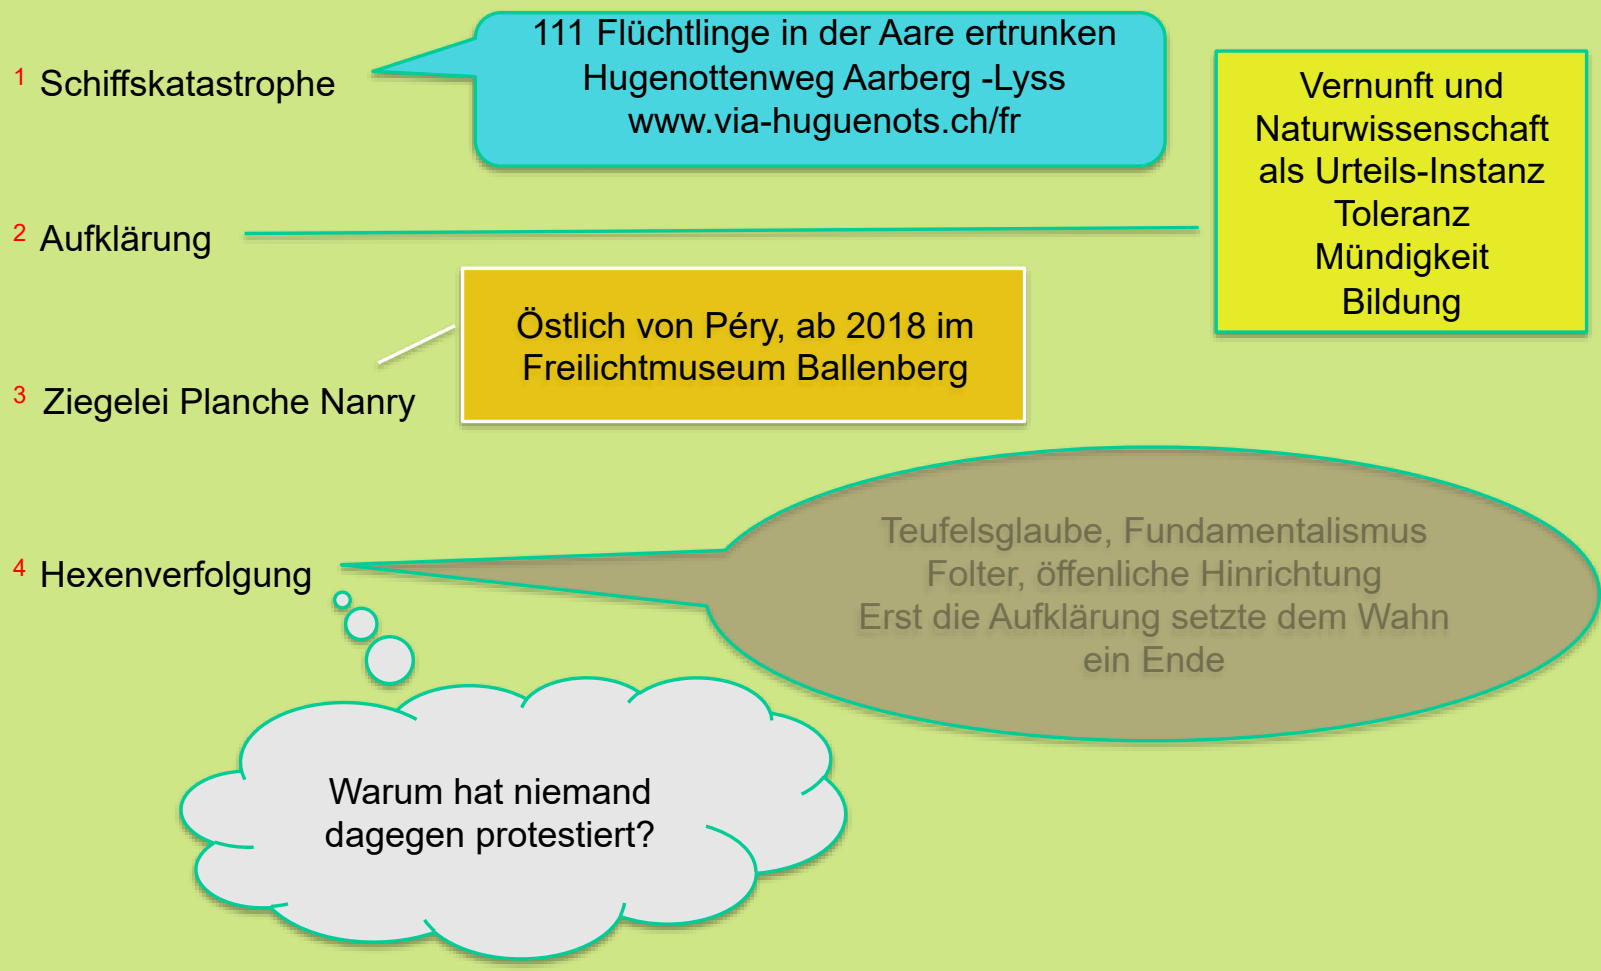 ¹ Schiffskatastrophe
111 Flüchtlinge in der Aare ertrunken
Hugenottenweg Aarberg -Lyss
www.via-huguenots.ch/fr
² Aufklärung
Vernunft und
Naturwissenschaft
als Urteils-Instanz
Toleranz
Mündigkeit
Bildung
³ Ziegelei Planche Nanry
Östlich von Péry, ab 2018 im
Freilichtmuseum Ballenberg
⁴ Hexenverfolgung
Teufelsglaube, Fundamentalismus
Folter, öffenliche Hinrichtung
Erst die Aufklärung setzte dem Wahn
ein Ende
Warum hat niemand
dagegen protestiert?